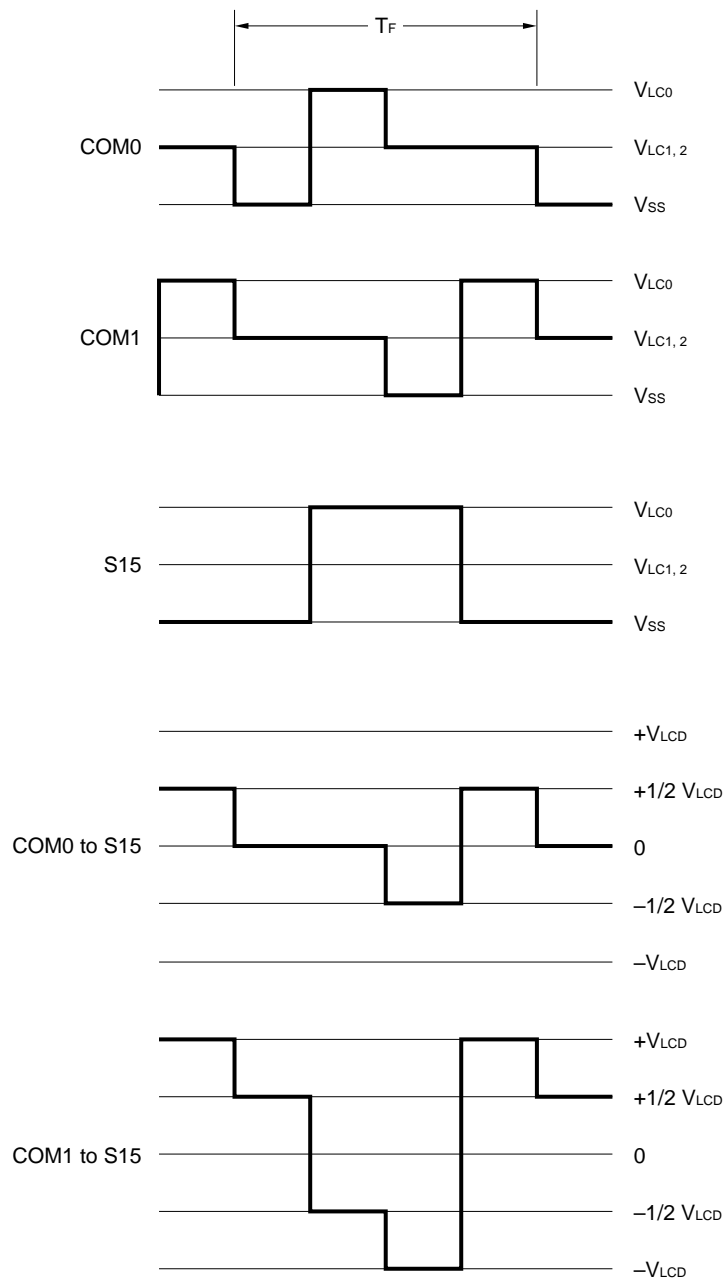 TF
VLC0
COM0 VLC1, 2
VSS
VLC0
COM1 VLC1, 2
VSS
VLC0
S15 VLC1, 2
VSS
+VLCD
+1/2 VLCD
COM0 to S15 0
–1/2 VLCD
–VLCD
+VLCD
+1/2 VLCD
COM1 to S15 0
–1/2 VLCD
–VLCD